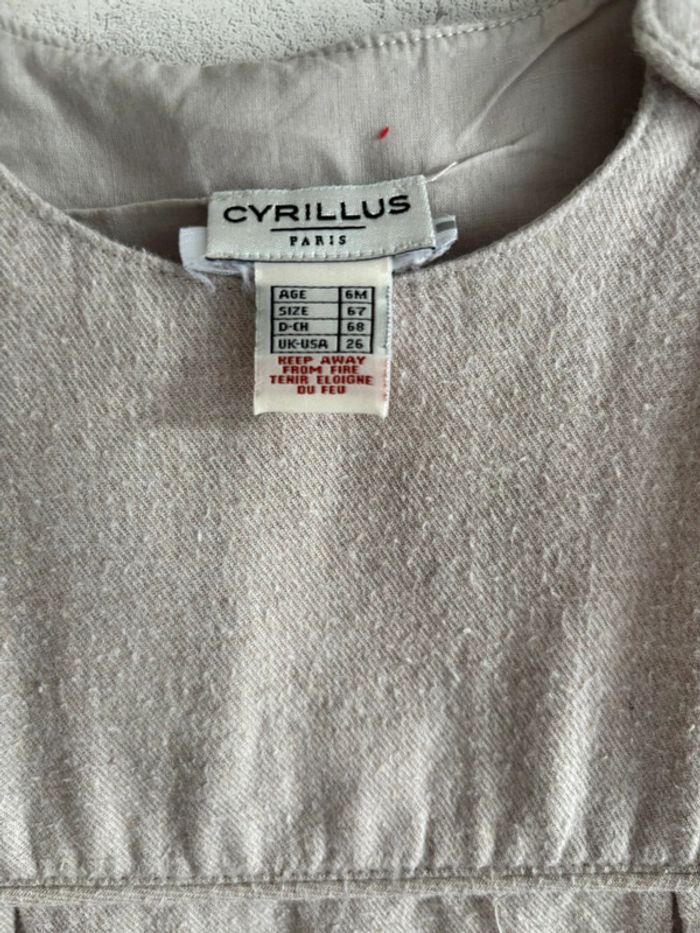 CYRILLUS
PARIS
AGE 6M
SIZE 67
D-CH 68
UK-USA 26
KEEP AWAY
FROM FIRE
TENIR ELOIGNE
DU FEU